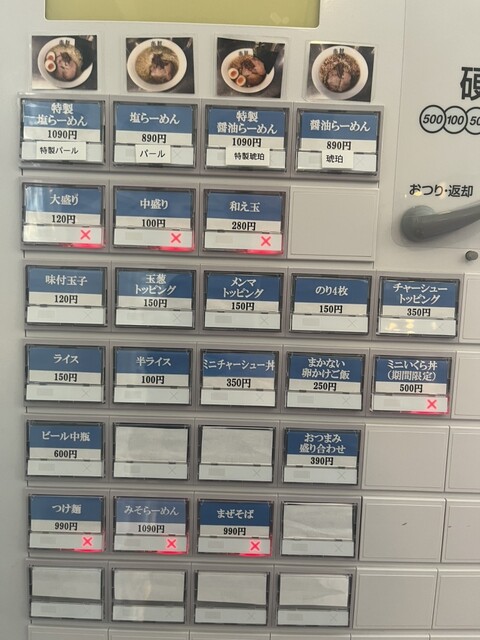 硬
500 100 50
おつり・返却
特製
塩らーめん
1090円
特製パール
塩らーめん
890円
パール
特製
醤油らーめん
1090円
特製琥珀
醤油らーめん
890円
琥珀
大盛り
120円
中盛り
100円
和え玉
280円
味付玉子
120円
玉葱
トッピング
150円
メンマ
トッピング
150円
のり4枚
150円
チャーシュー
トッピング
350円
ライス
150円
半ライス
100円
ミニチャーシュー丼
350円
まかない
卵かけご飯
250円
ミニいくら丼
(期間限定)
500円
ビール中瓶
600円
おつまみ
盛り合わせ
390円
つけ麺
990円
みそらーめん
1090円
まぜそば
990円